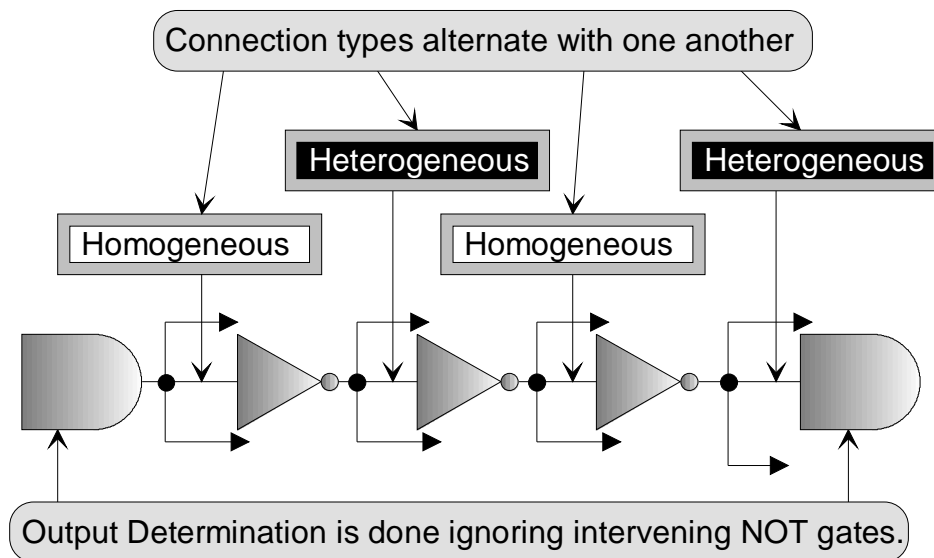 Connection types alternate with one another
Heterogeneous
Heterogeneous
Homogeneous
Homogeneous
Output Determination is done ignoring intervening NOT gates.